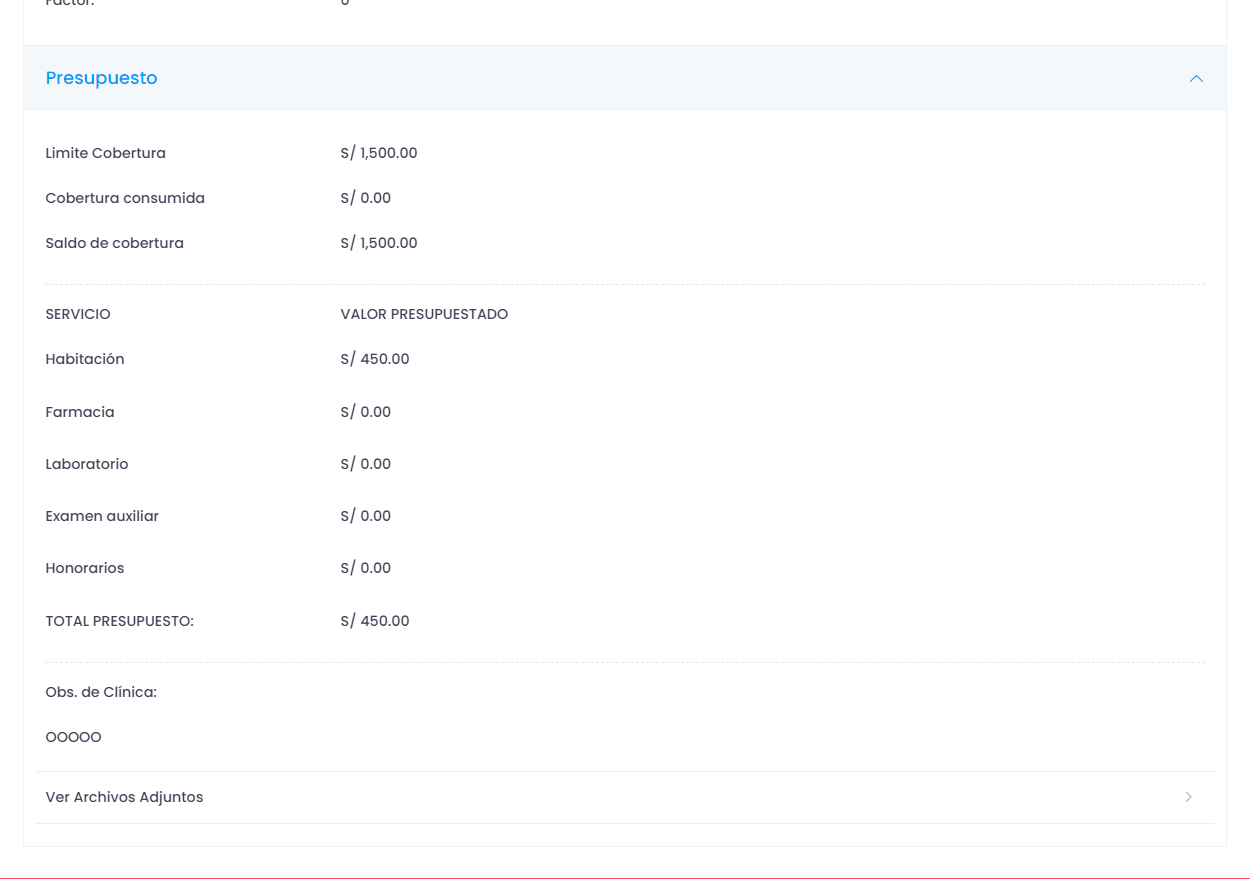 Factor: 0
Presupuesto
Limite Cobertura S/ 1,500.00
Cobertura consumida S/ 0.00
Saldo de cobertura S/ 1,500.00
SERVICIO VALOR PRESUPUESTADO
Habitación S/ 450.00
Farmacia S/ 0.00
Laboratorio S/ 0.00
Examen auxiliar S/ 0.00
Honorarios S/ 0.00
TOTAL PRESUPUESTO: S/ 450.00
Obs. de Clínica:
OOOOO
Ver Archivos Adjuntos